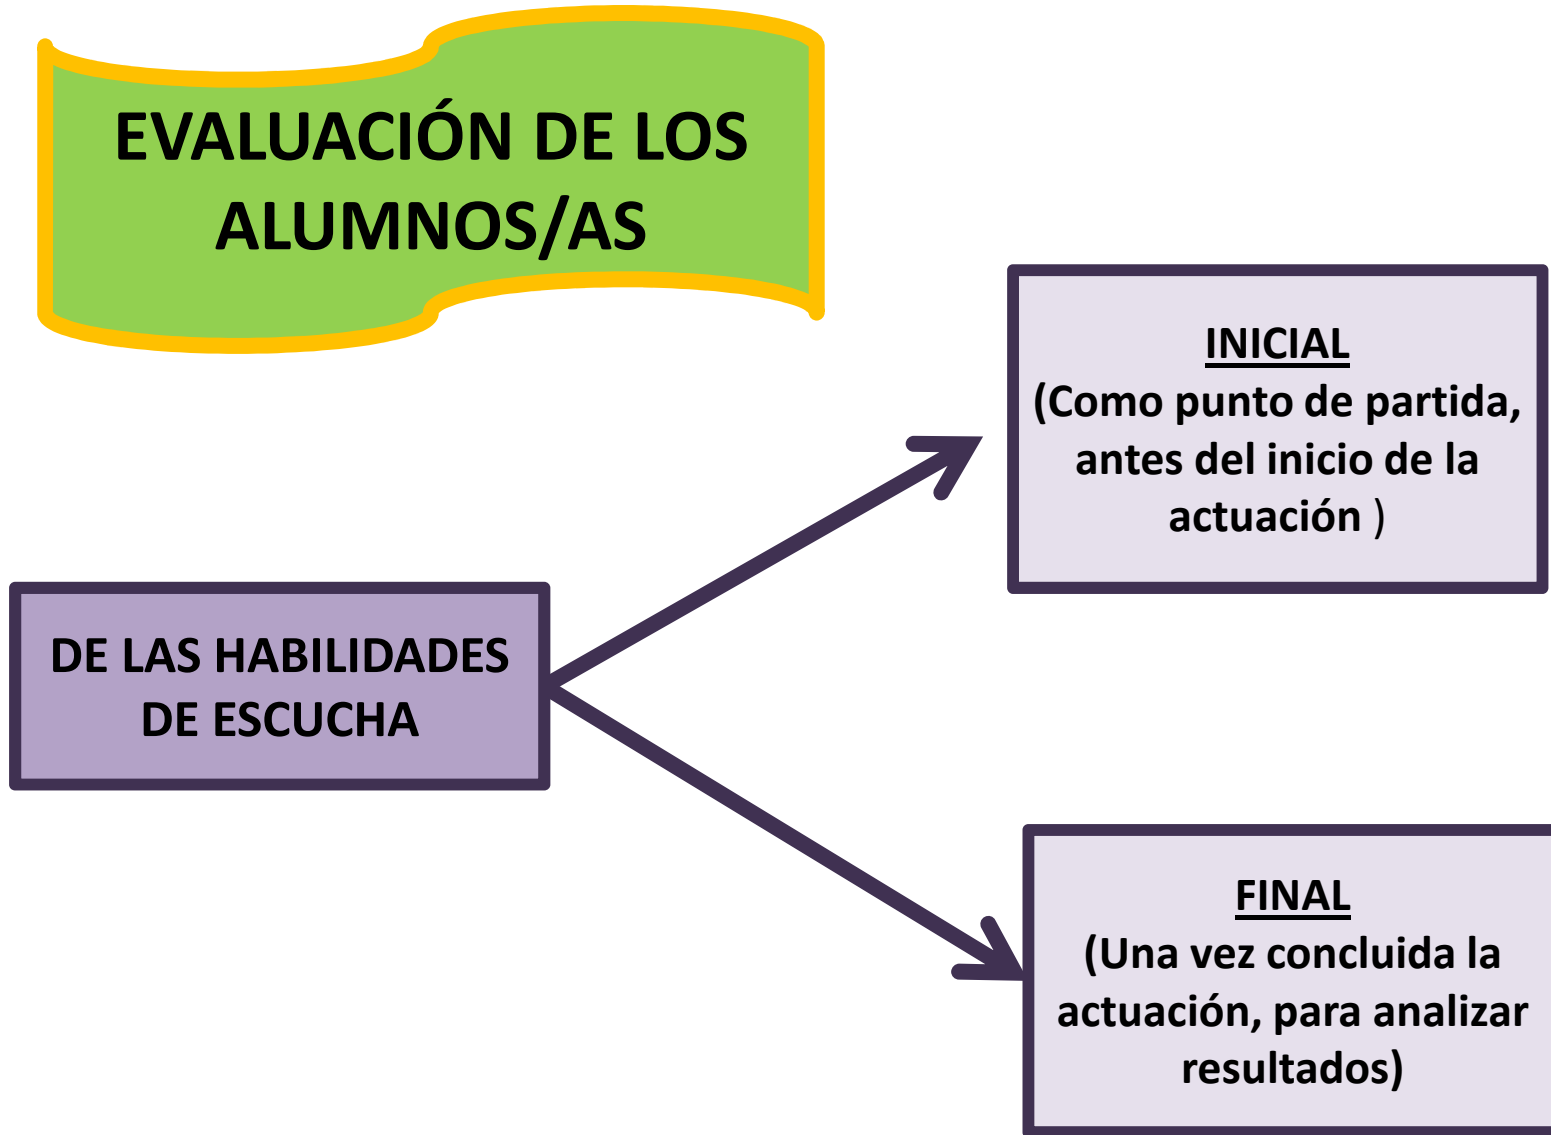 EVALUACIÓN DE LOS
ALUMNOS/AS
INICIAL
(Como punto de partida,
antes del inicio de la
actuación )
DE LAS HABILIDADES
DE ESCUCHA
FINAL
(Una vez concluida la
actuación, para analizar
resultados)